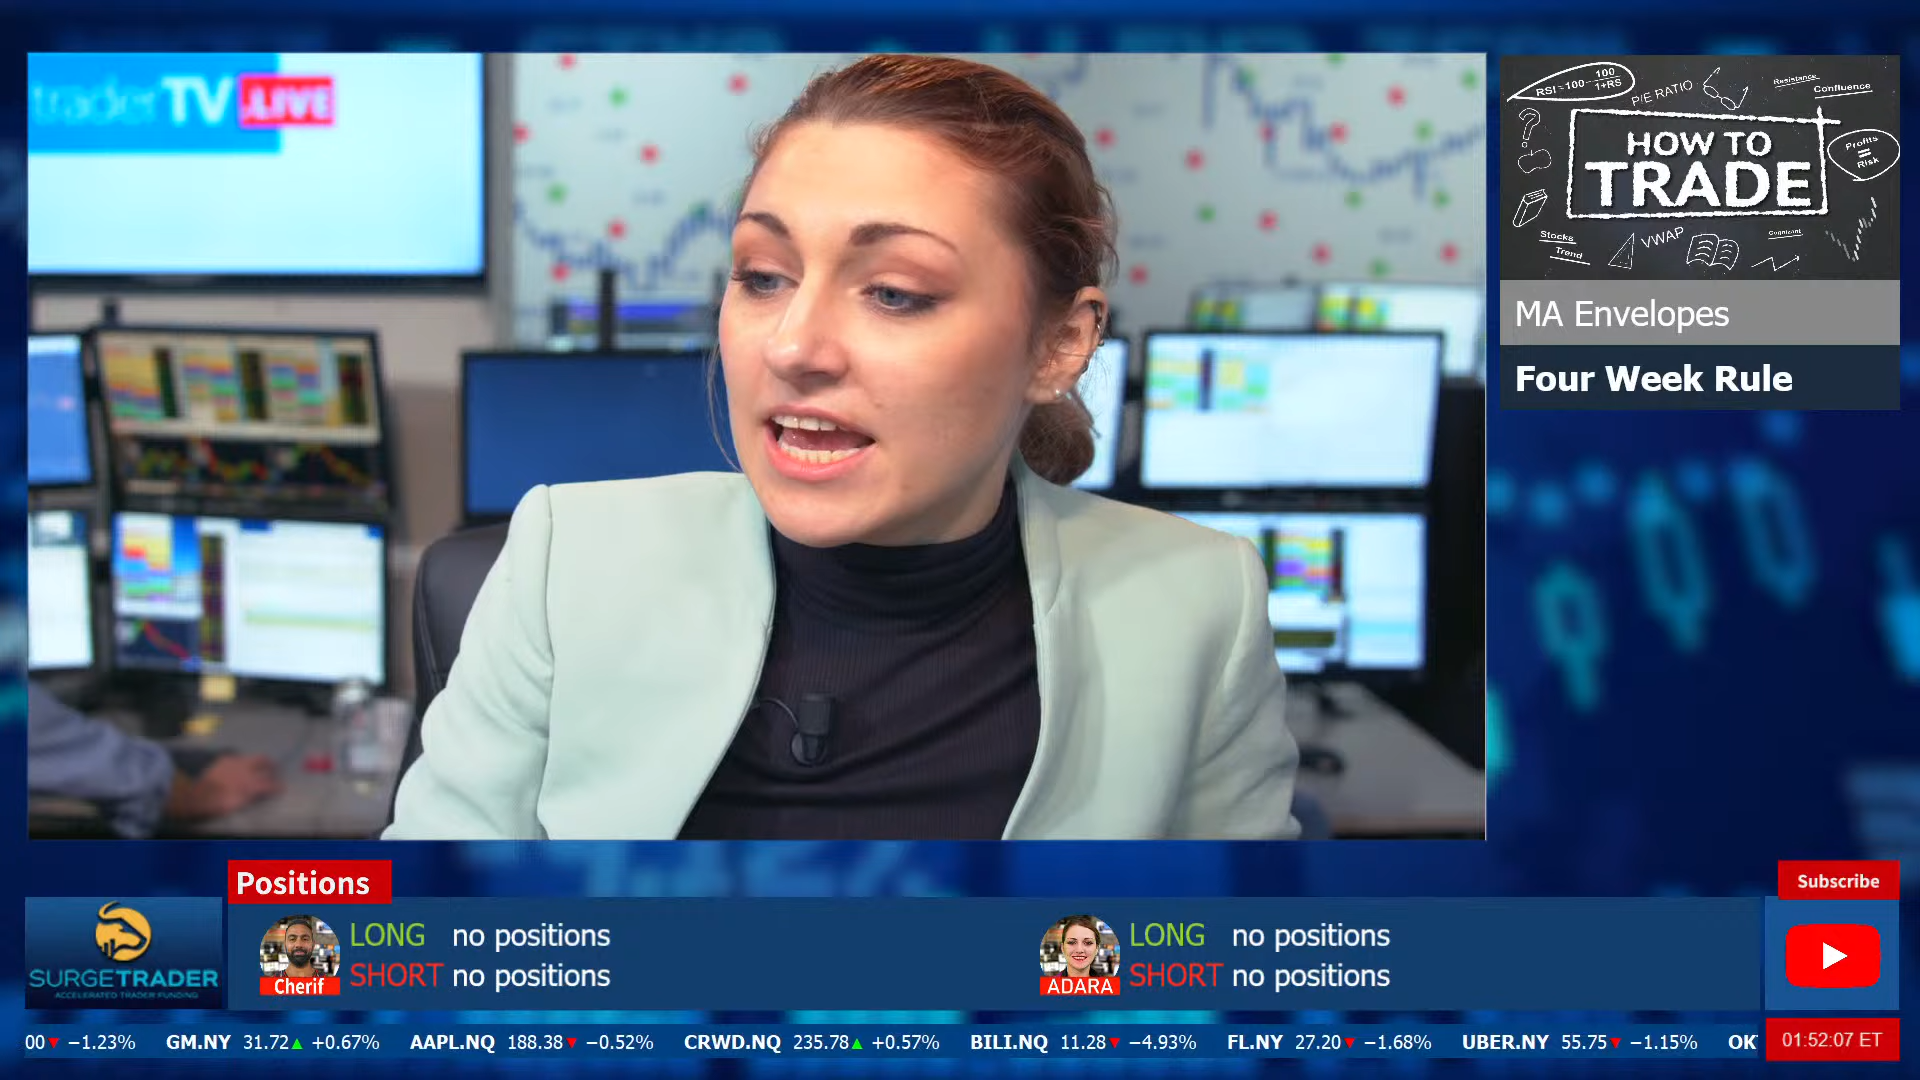 traderTV.LIVE
RSI=100-100/1+RS
P/E RATIO
Resistance
Confluence
HOW TO
TRADE
Profits
=
Risk
Stocks
Trend
VWAP
MA Envelopes
Four Week Rule
Positions
Subscribe
SURGETRADER
ACCELERATED TRADER FUNDING
Cherif
LONG no positions
SHORT no positions
ADARA
LONG no positions
SHORT no positions
00▼ −1.23% GM.NY 31.72▲ +0.67% AAPL.NQ 188.38▼ −0.52% CRWD.NQ 235.78▲ +0.57% BILI.NQ 11.28▼ −4.93% FL.NY 27.20▼ −1.68% UBER.NY 55.75▼ −1.15% OK
01:52:07 ET